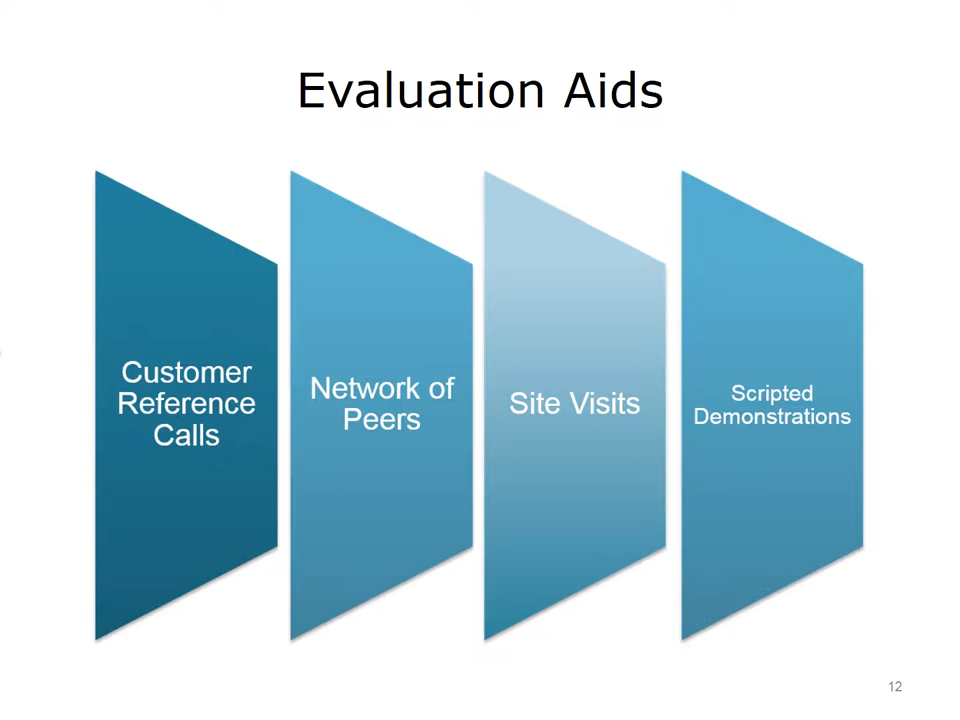 Evaluation Aids
Customer
Reference
Calls
Network of
Peers
Site Visits
Scripted
Demonstrations
12